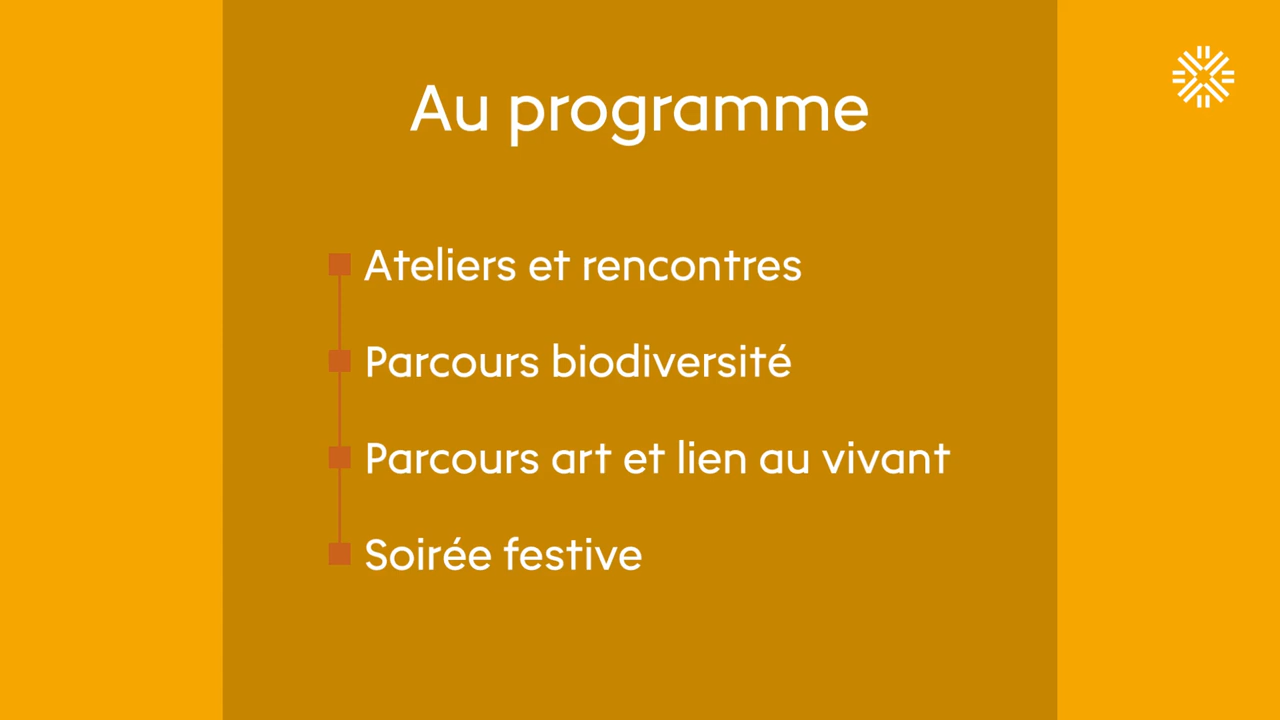 Au programme
Ateliers et rencontres
Parcours biodiversité
Parcours art et lien au vivant
Soirée festive